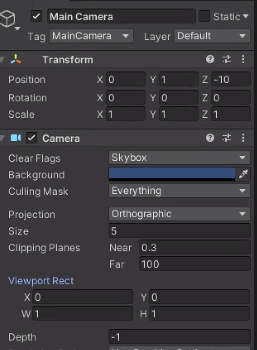 Main Camera Static
Tag MainCamera Layer Default
Transform
Position X 0 Y 1 Z -10
Rotation X 0 Y 0 Z 0
Scale X 1 Y 1 Z 1
Camera
Clear Flags Skybox
Background
Culling Mask Everything
Projection Orthographic
Size 5
Clipping Planes Near 0.3
Far 100
Viewport Rect
X 0 Y 0
W 1 H 1
Depth -1